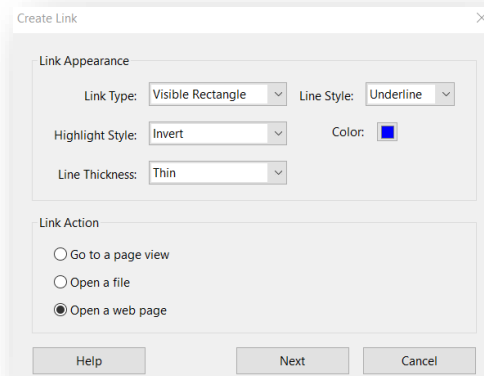 Create Link
Link Appearance
Link Type: Visible Rectangle Line Style: Underline
Highlight Style: Invert Color:
Line Thickness: Thin
Link Action
Go to a page view
Open a file
Open a web page
Help Next Cancel